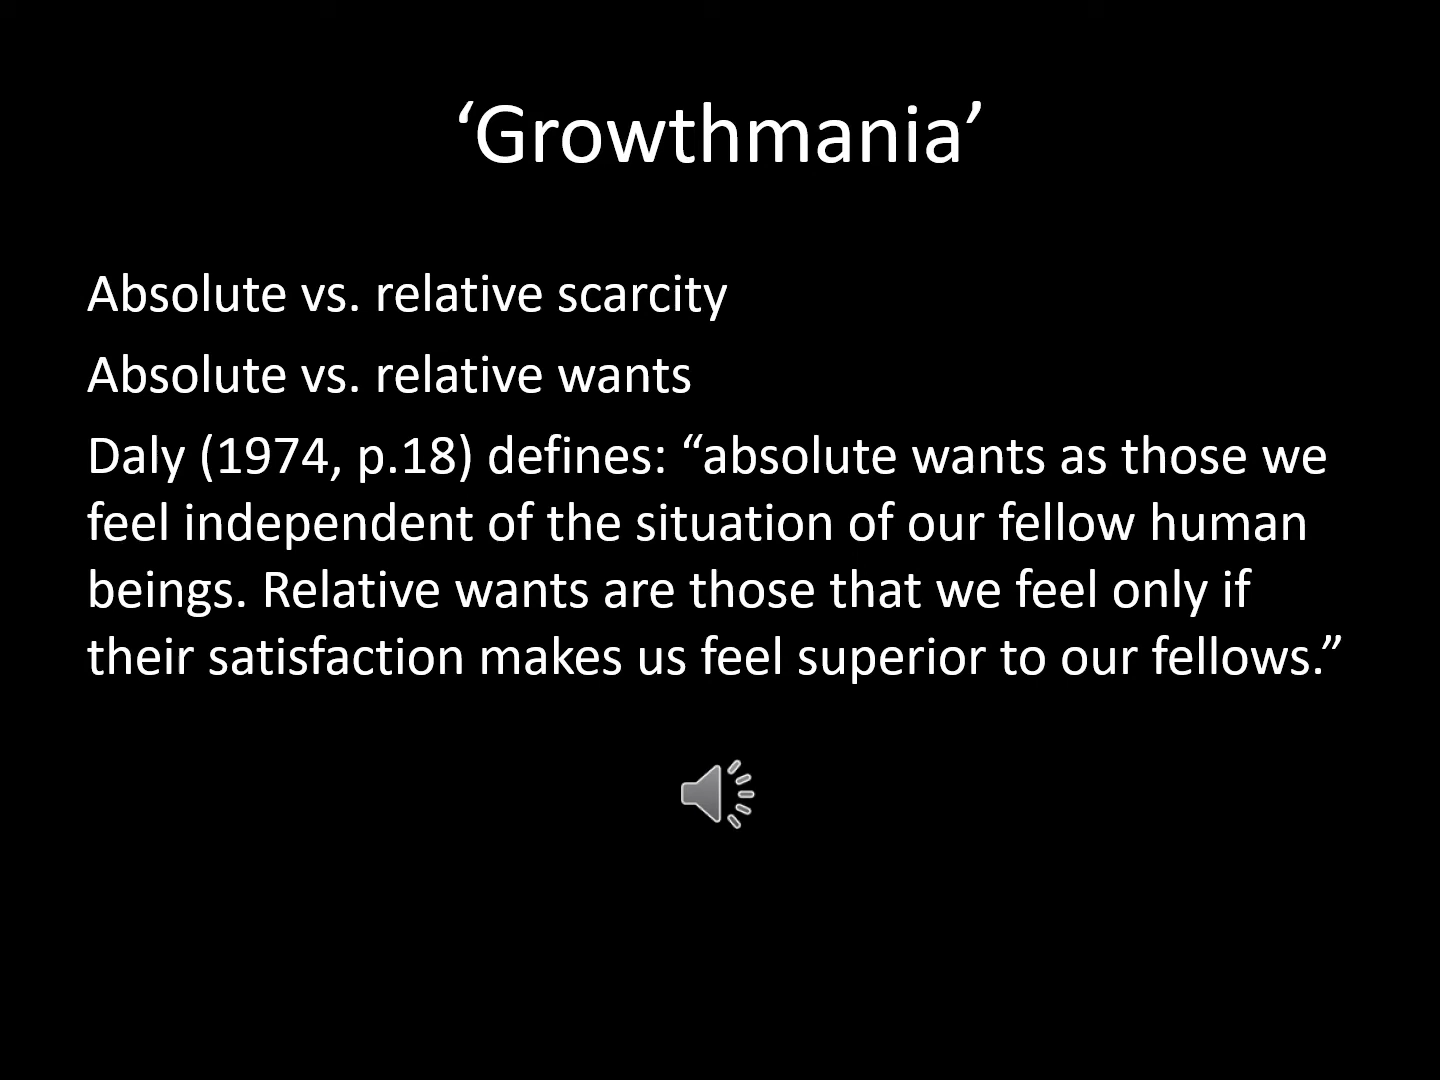 ‘Growthmania’
Absolute vs. relative scarcity
Absolute vs. relative wants
Daly (1974, p.18) defines: “absolute wants as those we
feel independent of the situation of our fellow human
beings. Relative wants are those that we feel only if
their satisfaction makes us feel superior to our fellows.”